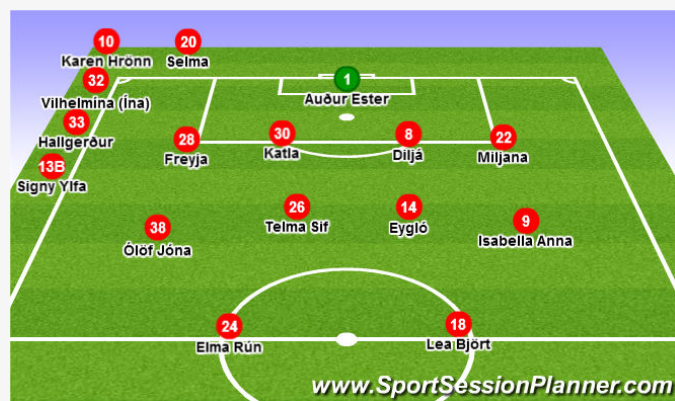 10
Karen Hrönn
20
Selma
32
Vilhelmína (Ína)
1
Auður Ester
33
Hallgerður
28
Freyja
30
Katla
8
Diljá
22
Miljana
13B
Signy Ylfa
38
Ólöf Jóna
26
Telma Sif
14
Eygló
9
Isabella Anna
24
Elma Rún
18
Lea Björt
www.SportSessionPlanner.com